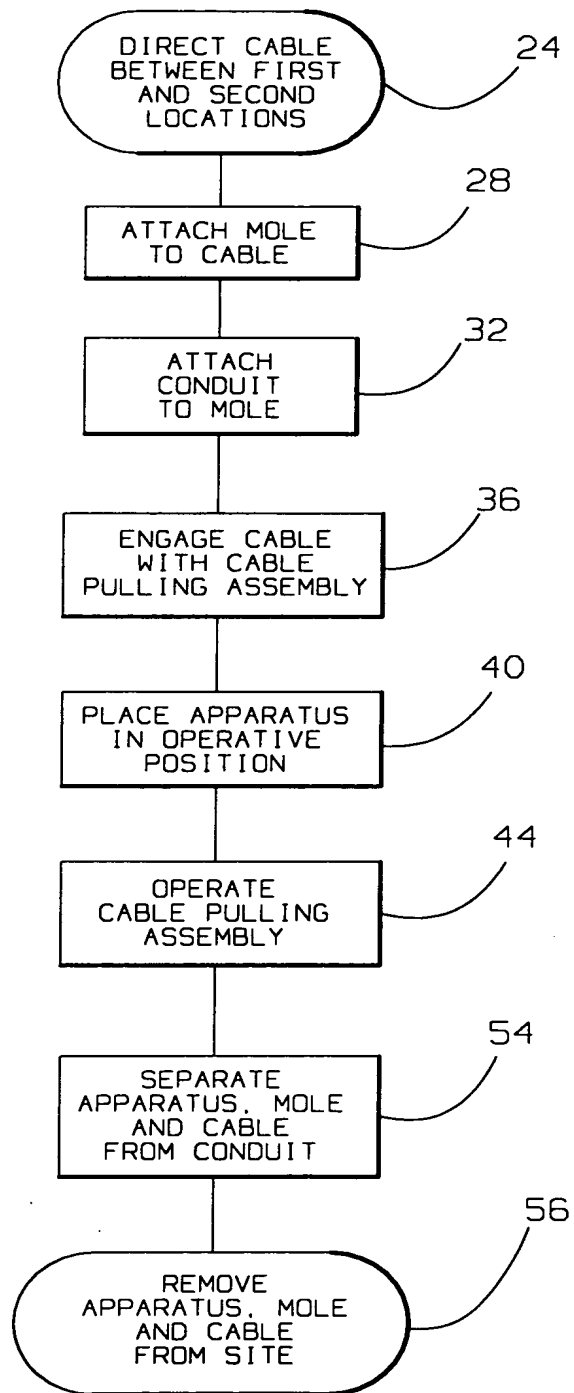 DIRECT CABLE
BETWEEN FIRST
AND SECOND
LOCATIONS
24
ATTACH MOLE
TO CABLE
28
ATTACH
CONDUIT
TO MOLE
32
ENGAGE CABLE
WITH CABLE
PULLING ASSEMBLY
36
PLACE APPARATUS
IN OPERATIVE
POSITION
40
OPERATE
CABLE PULLING
ASSEMBLY
44
SEPARATE
APPARATUS, MOLE
AND CABLE
FROM CONDUIT
54
REMOVE
APPARATUS, MOLE
AND CABLE
FROM SITE
56